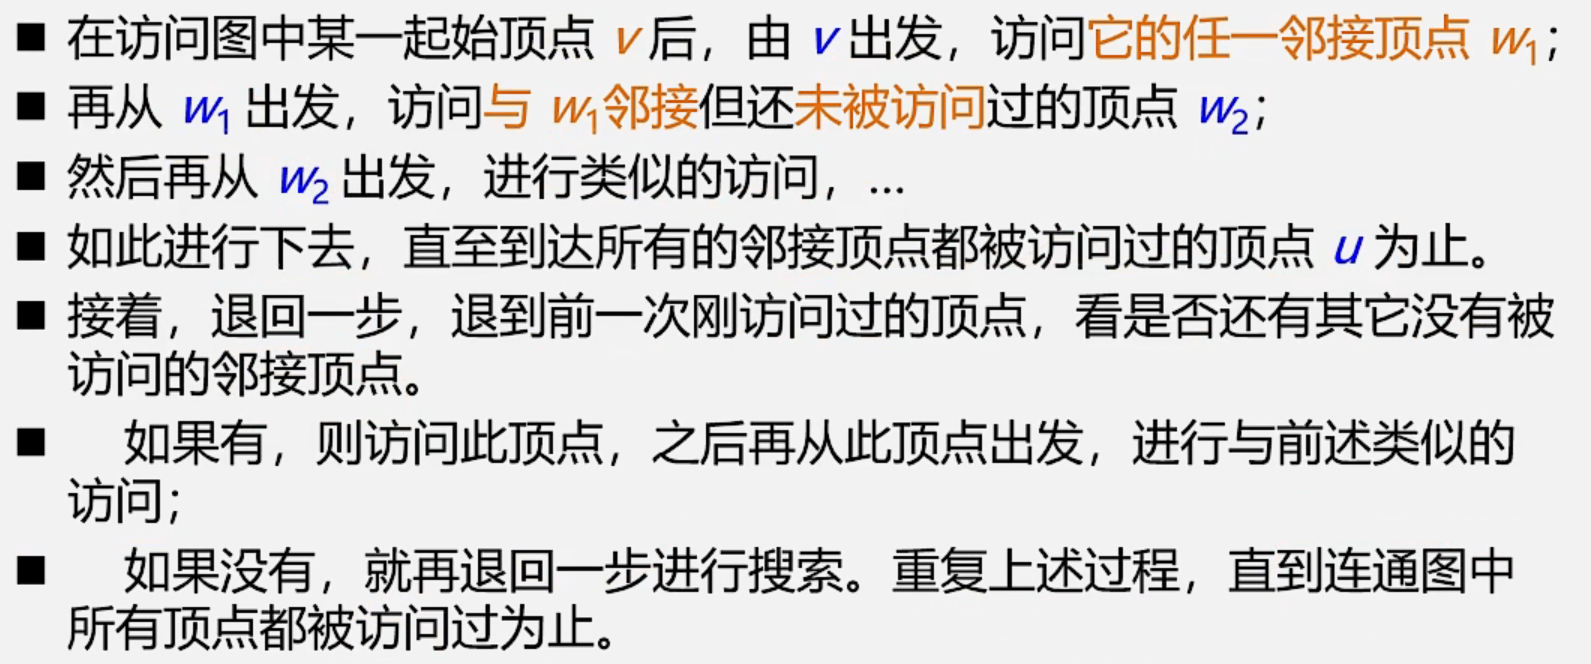 ■ 在访问图中某一起始顶点 v 后，由 v 出发，访问它的任一邻接顶点 w1；
■ 再从 w1 出发，访问与 w1邻接但还未被访问过的顶点 w2；
■ 然后再从 w2 出发，进行类似的访问，…
■ 如此进行下去，直至到达所有的邻接顶点都被访问过的顶点 u 为止。
■ 接着，退回一步，退到前一次刚访问过的顶点，看是否还有其它没有被
访问的邻接顶点。
■ 如果有，则访问此顶点，之后再从此顶点出发，进行与前述类似的
访问；
■ 如果没有，就再退回一步进行搜索。重复上述过程，直到连通图中
所有顶点都被访问过为止。